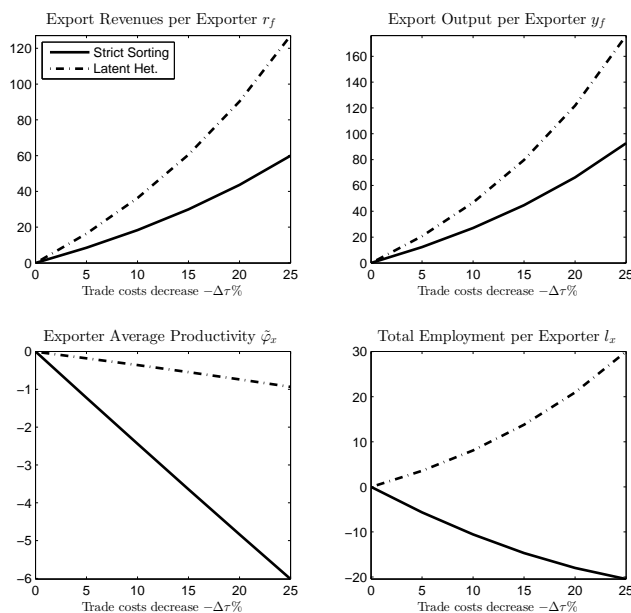 Export Revenues per Exporter r_f
120
100
80
60
40
20
0
Strict Sorting
Latent Het.
0 5 10 15 20 25
Trade costs decrease −Δτ%
Export Output per Exporter y_f
160
140
120
100
80
60
40
20
0
0 5 10 15 20 25
Trade costs decrease −Δτ%
Exporter Average Productivity φ̃_x
0
−1
−2
−3
−4
−5
−6
0 5 10 15 20 25
Trade costs decrease −Δτ%
Total Employment per Exporter l_x
30
20
10
0
−10
−20
0 5 10 15 20 25
Trade costs decrease −Δτ%